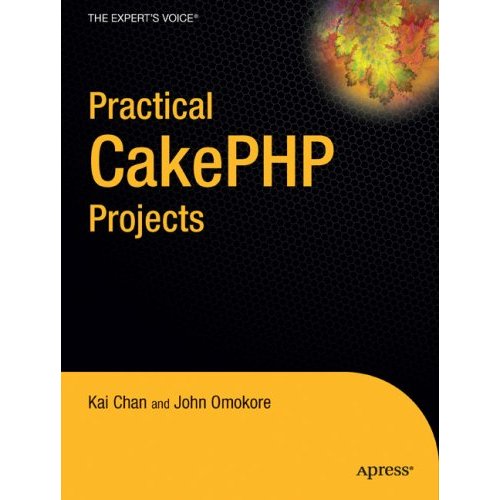 THE EXPERT'S VOICE®
Practical
CakePHP
Projects
Kai Chan and John Omokore
Apress®